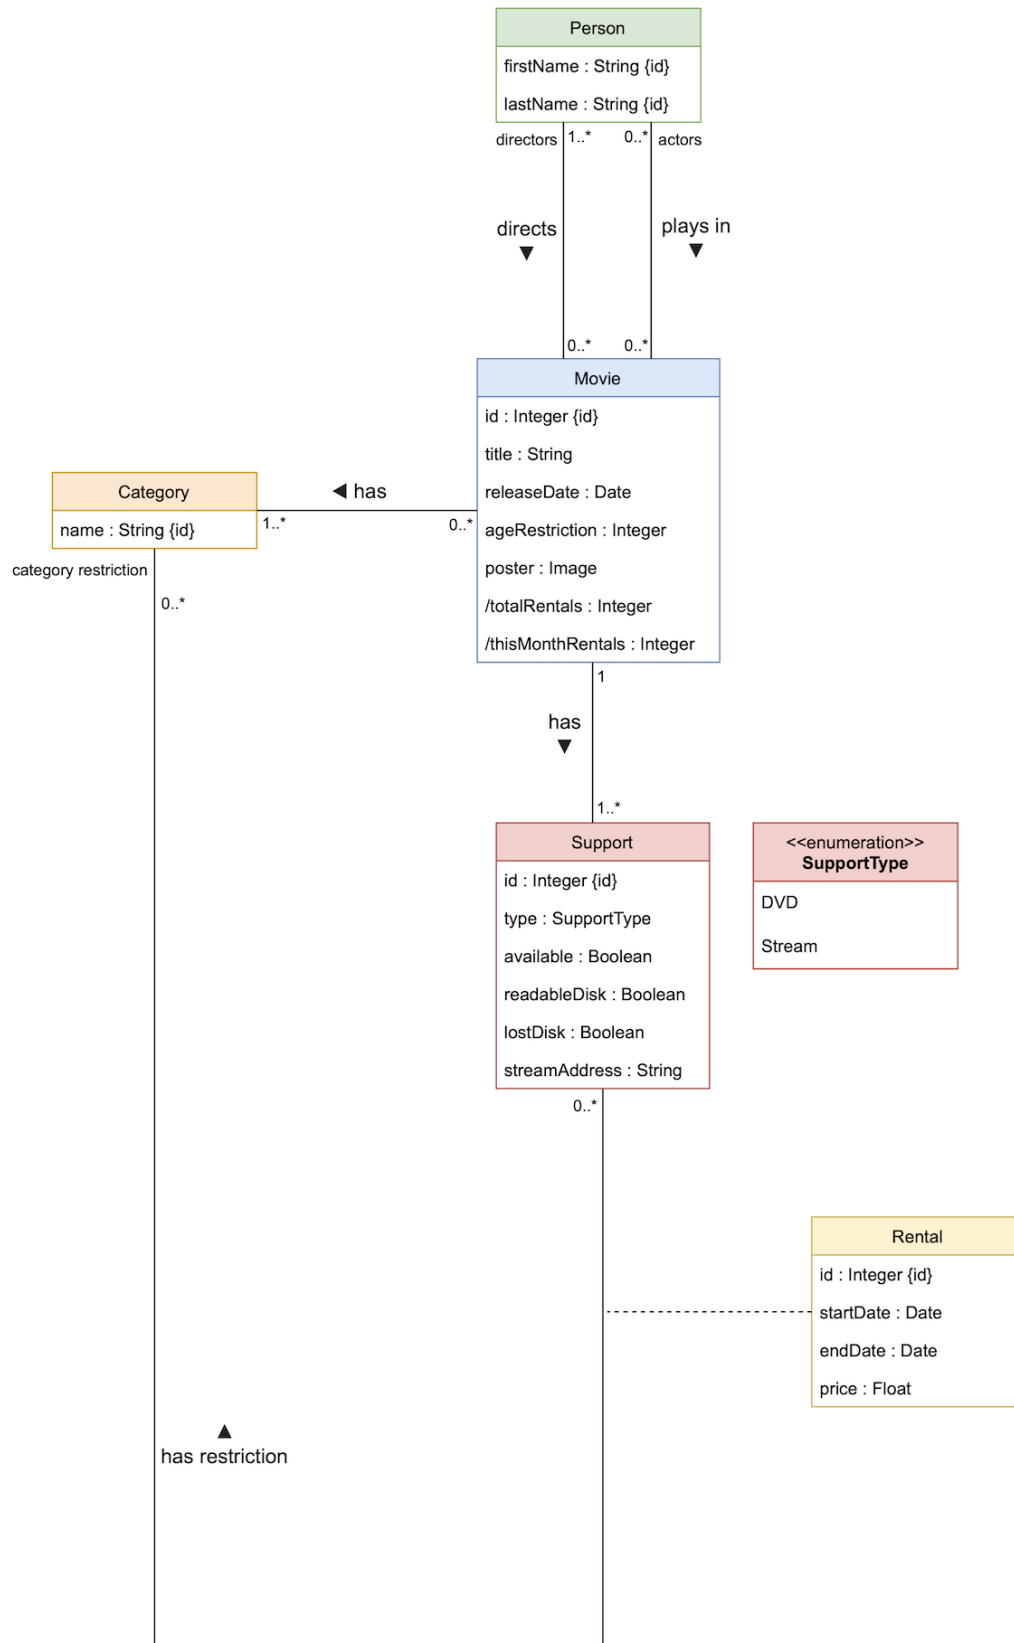 Person
firstName : String {id}
lastName : String {id}
directors
1..*
0..*
actors
directs
▼
plays in
▼
0..*
0..*
Movie
id : Integer {id}
title : String
releaseDate : Date
ageRestriction : Integer
poster : Image
/totalRentals : Integer
/thisMonthRentals : Integer
Category
name : String {id}
◀ has
1..*
0..*
category restriction
0..*
1
has
▼
1..*
Support
id : Integer {id}
type : SupportType
available : Boolean
readableDisk : Boolean
lostDisk : Boolean
streamAddress : String
<<enumeration>>
SupportType
DVD
Stream
0..*
Rental
id : Integer {id}
startDate : Date
endDate : Date
price : Float
▲
has restriction